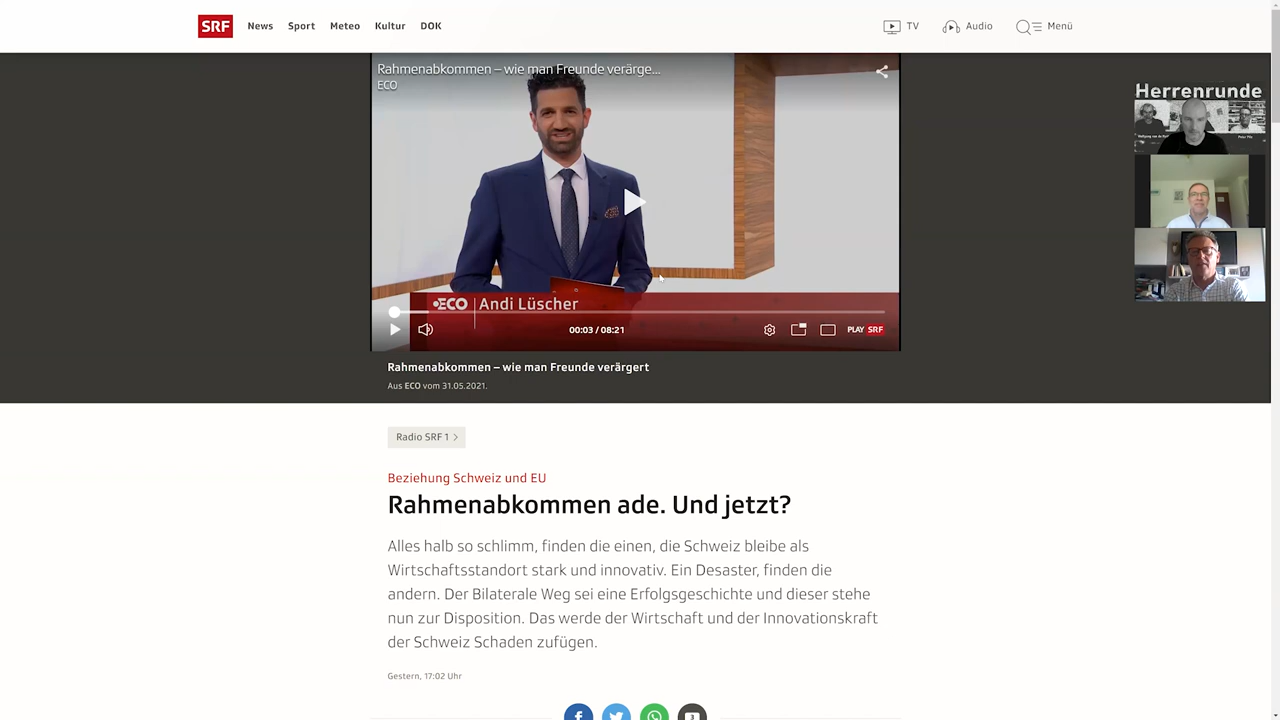 SRF News Sport Meteo Kultur DOK TV Audio Menü
Rahmenabkommen – wie man Freunde verärge...
ECO
Herrenrunde
ECO Andi Lüscher
00:03 / 08:21 PLAY SRF
Rahmenabkommen – wie man Freunde verärgert
Aus ECO vom 31.05.2021.
Radio SRF 1
Beziehung Schweiz und EU
Rahmenabkommen ade. Und jetzt?
Alles halb so schlimm, finden die einen, die Schweiz bleibe als
Wirtschaftsstandort stark und innovativ. Ein Desaster, finden die
andern. Der Bilaterale Weg sei eine Erfolgsgeschichte und dieser stehe
nun zur Disposition. Das werde der Wirtschaft und der Innovationskraft
der Schweiz Schaden zufügen.
Gestern, 17:02 Uhr